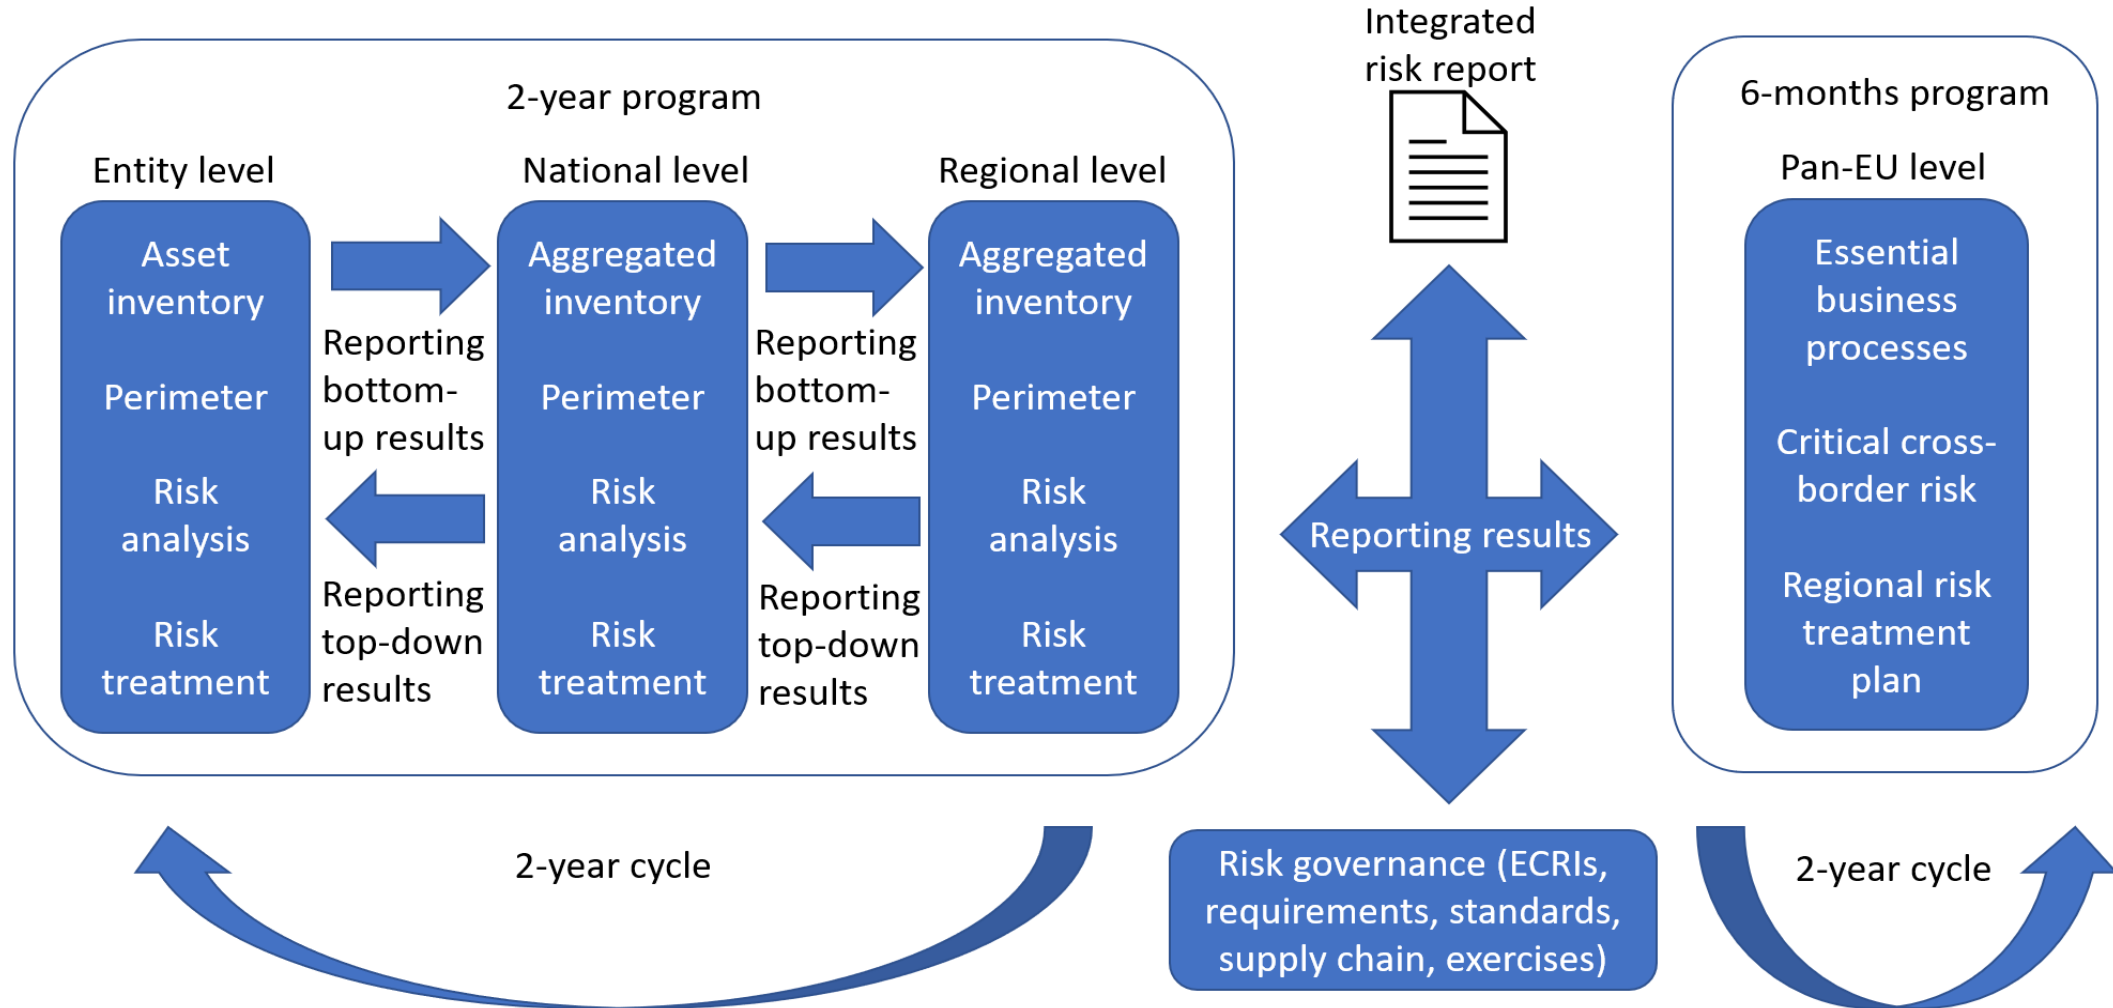 2-year program
Entity level
Asset
inventory
Perimeter
Risk
analysis
Risk
treatment
Reporting
bottom-
up results
Reporting
top-down
results
National level
Aggregated
inventory
Perimeter
Risk
analysis
Risk
treatment
Reporting
bottom-
up results
Reporting
top-down
results
Regional level
Aggregated
inventory
Perimeter
Risk
analysis
Risk
treatment
2-year cycle
Integrated
risk report
Reporting results
Risk governance (ECRIs,
requirements, standards,
supply chain, exercises)
6-months program
Pan-EU level
Essential
business
processes
Critical cross-
border risk
Regional risk
treatment
plan
2-year cycle